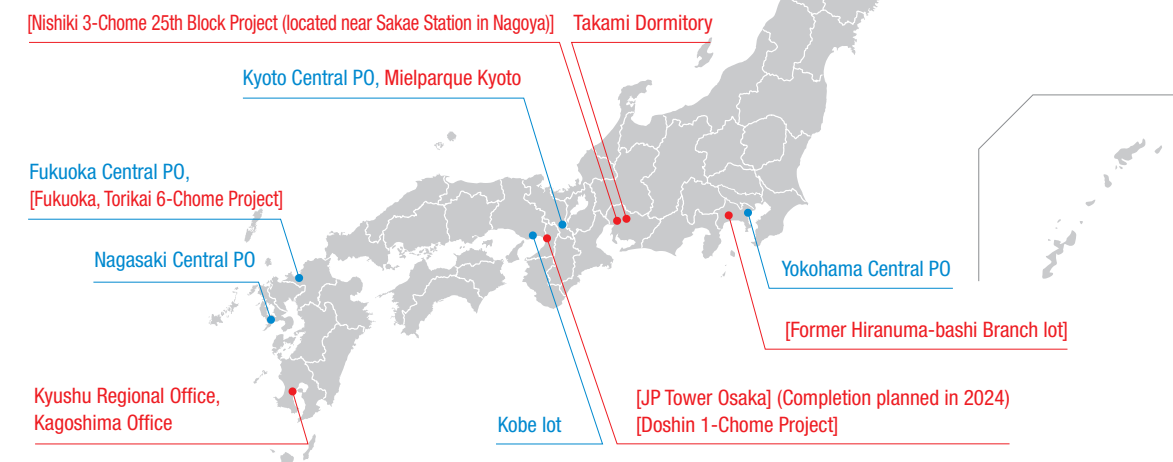 [Nishiki 3-Chome 25th Block Project (located near Sakae Station in Nagoya)]
Takami Dormitory
Kyoto Central PO, Mielparque Kyoto
Fukuoka Central PO,
[Fukuoka, Torikai 6-Chome Project]
Nagasaki Central PO
Yokohama Central PO
[Former Hiranuma-bashi Branch lot]
Kyushu Regional Office,
Kagoshima Office
Kobe lot
[JP Tower Osaka] (Completion planned in 2024)
[Doshin 1-Chome Project]